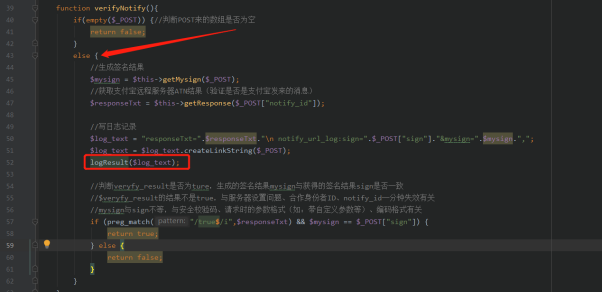 39 function verifyNotify(){
40 if(empty($_POST)) {//判断POST来的数组是否为空
41 return false;
42 }
43 else {
44 //生成签名结果
45 $mysign = $this->getMysign($_POST);
46 //获取支付宝远程服务器ATN结果（验证是否是支付宝发来的消息）
47 $responseTxt = $this->getResponse($_POST["notify_id"]);
48
49 //写日志记录
50 $log_text = "responseTxt=".$responseTxt."\n notify_url_log:sign=".$_POST["sign"]."&mysign=".$mysign.",";
51 $log_text = $log_text.createLinkString($_POST);
52 logResult($log_text);
53
54 //判断veryfy_result是否为ture，生成的签名结果mysign与获得的签名结果sign是否一致
55 //$veryfy_result的结果不是true，与服务器设置问题、合作身份者ID、notify_id一分钟失效有关
56 //mysign与sign不等，与安全校验码、请求时的参数格式（如：带自定义参数等）、编码格式有关
57 if (preg_match( pattern: "/true$/i",$responseTxt) && $mysign == $_POST["sign"]) {
58 return true;
59 } else {
60 return false;
61 }
62 }